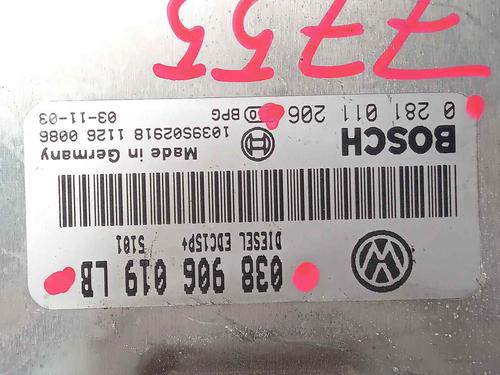 038 906 019 LB
DIESEL EDC15P+ 5101
BOSCH Made in Germany
1039S02918 1126 0086
0 281 011 206 BPG 03-11-03
7755